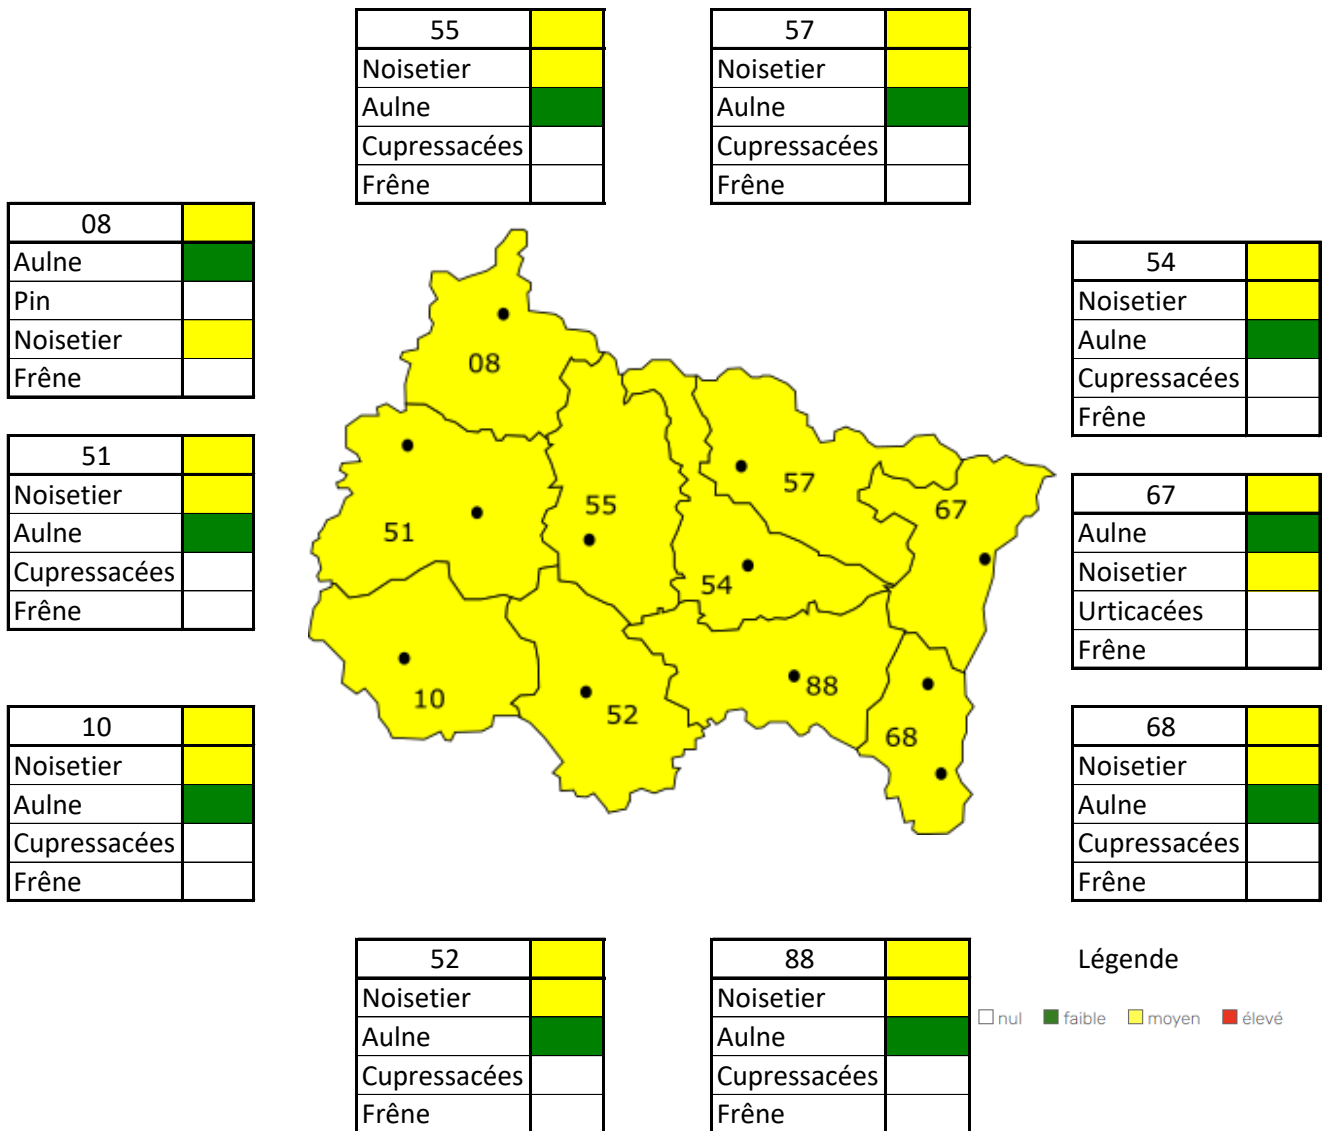 55
Noisetier
Aulne
Cupressacées
Frêne
57
Noisetier
Aulne
Cupressacées
Frêne
08
Aulne
Pin
Noisetier
Frêne
54
Noisetier
Aulne
Cupressacées
Frêne
51
Noisetier
Aulne
Cupressacées
Frêne
67
Aulne
Noisetier
Urticacées
Frêne
10
Noisetier
Aulne
Cupressacées
Frêne
68
Noisetier
Aulne
Cupressacées
Frêne
08
57
55
67
51
54
88
10
52
68
52
Noisetier
Aulne
Cupressacées
Frêne
88
Noisetier
Aulne
Cupressacées
Frêne
Légende
nul faible moyen élevé